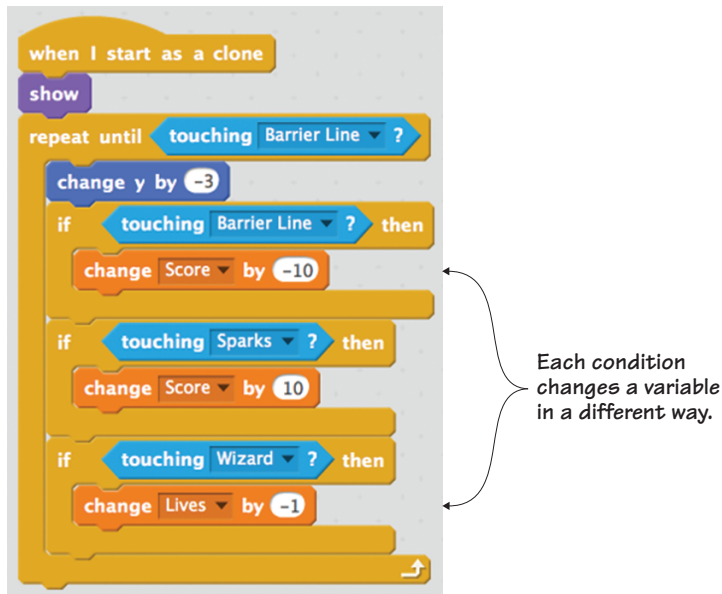 when I start as a clone
show
repeat until touching Barrier Line ?
change y by -3
if touching Barrier Line ? then
change Score by -10
if touching Sparks ? then
change Score by 10
if touching Wizard ? then
change Lives by -1
Each condition
changes a variable
in a different way.